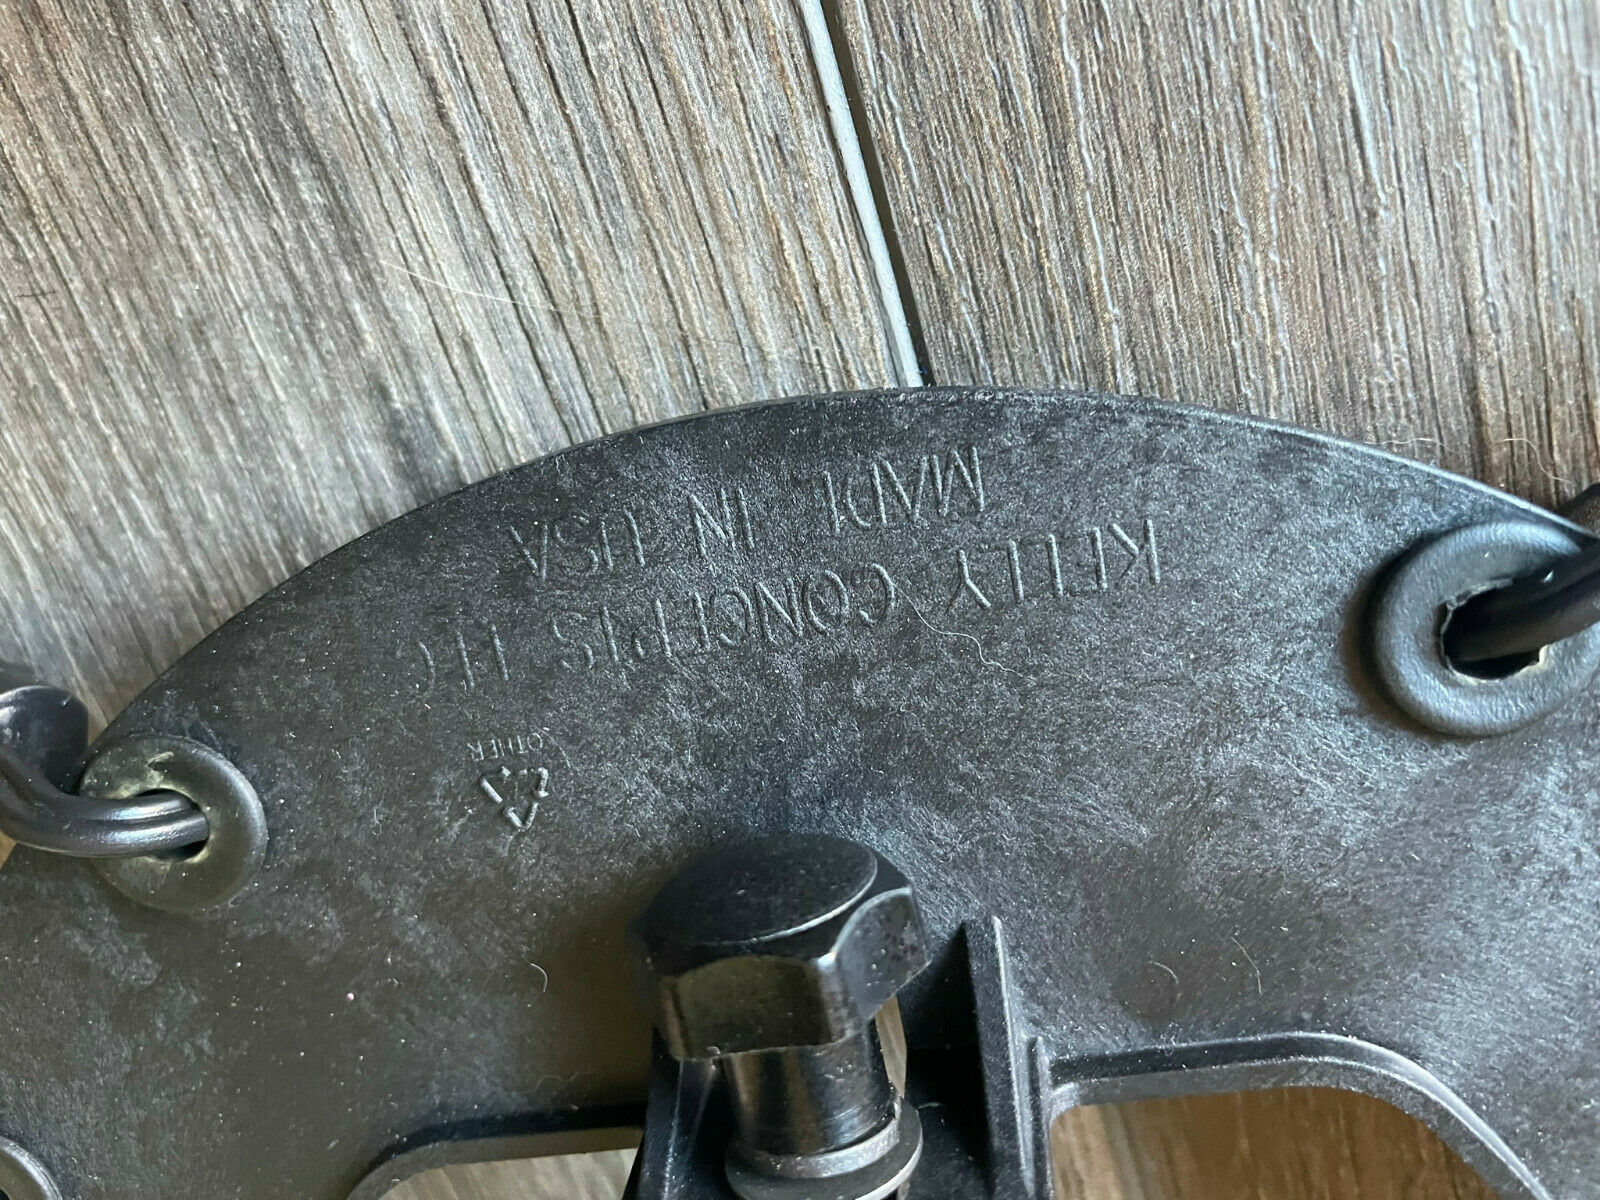 OTHER
KELLY CONCEPTS LLC
MADE IN USA